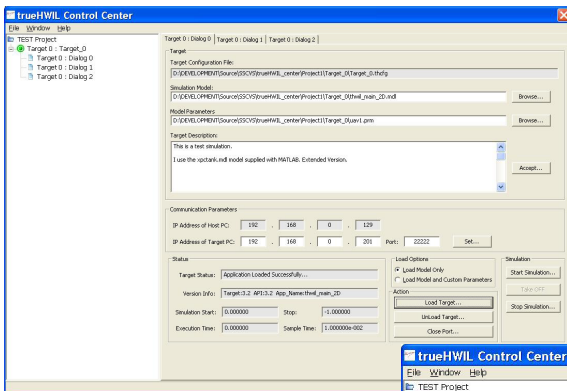 trueHWIL Control Center
File Window Help
TEST Project
Target 0 : Target_0
Target 0 : Dialog 0
Target 0 : Dialog 1
Target 0 : Dialog 2
Target 0 : Dialog 0 Target 0 : Dialog 1 Target 0 : Dialog 2
Target
Target Configuration File:
D:\DEVELOPMENT\Source\SSCVS\trueHWIL_center\Project1\Target_0\Target_0.thcfg
Simulation Model:
D:\DEVELOPMENT\Source\SSCVS\trueHWIL_center\Project1\Target_0\thwil_main_2D.mdl Browse...
Model Parameters
D:\DEVELOPMENT\Source\SSCVS\trueHWIL_center\Project1\Target_0\uav1.prm Browse...
Target Description:
This is a test simulation.
I use the xpctank.mdl model supplied with MATLAB. Extended Version.
Accept...
Communication Parameters
IP Address of Host PC: 192 . 168 . 0 . 129
IP Address of Target PC: 192 . 168 . 0 . 201 Port: 22222 Set...
Status
Target Status: Application Loaded Successfully...
Version Info: Target:3.2 API:3.2 App_Name:thwil_main_2D
Simulation Start: 0.000000 Stop: -1.000000
Execution Time: 0.000000 Sample Time: 1.000000e-002
Load Options
Load Model Only
Load Model and Custom Parameters
Action
Load Target...
UnLoad Target...
Close Port...
Simulation
Start Simulation...
Take OFF
Stop Simulation...
trueHWIL Control Center
File Window Help
TEST Project